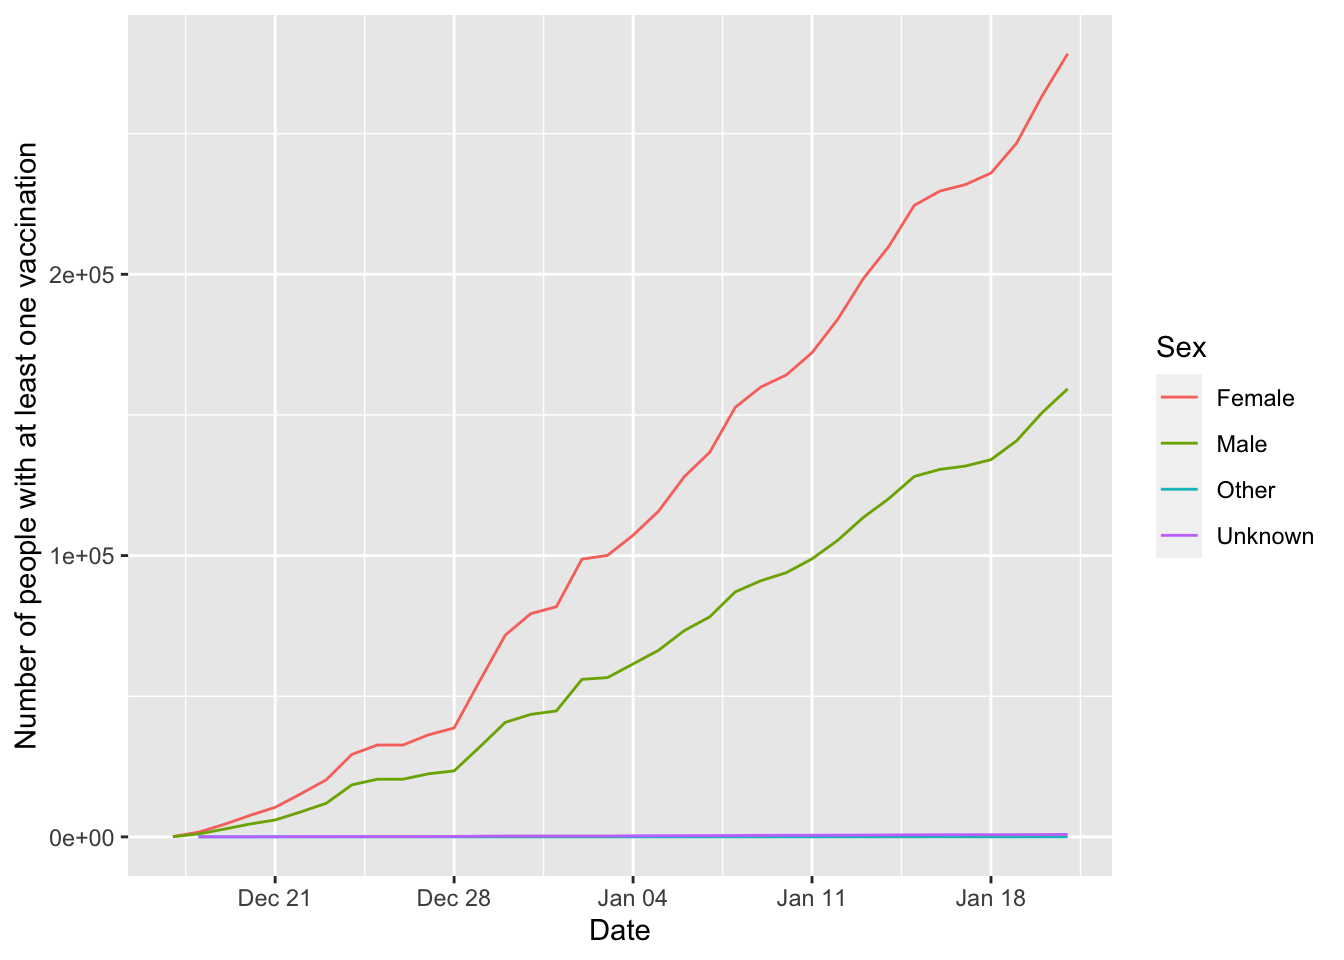 Number of people with at least one vaccination
2e+05
1e+05
0e+00
Dec 21
Dec 28
Jan 04
Jan 11
Jan 18
Date
Sex
Female
Male
Other
Unknown